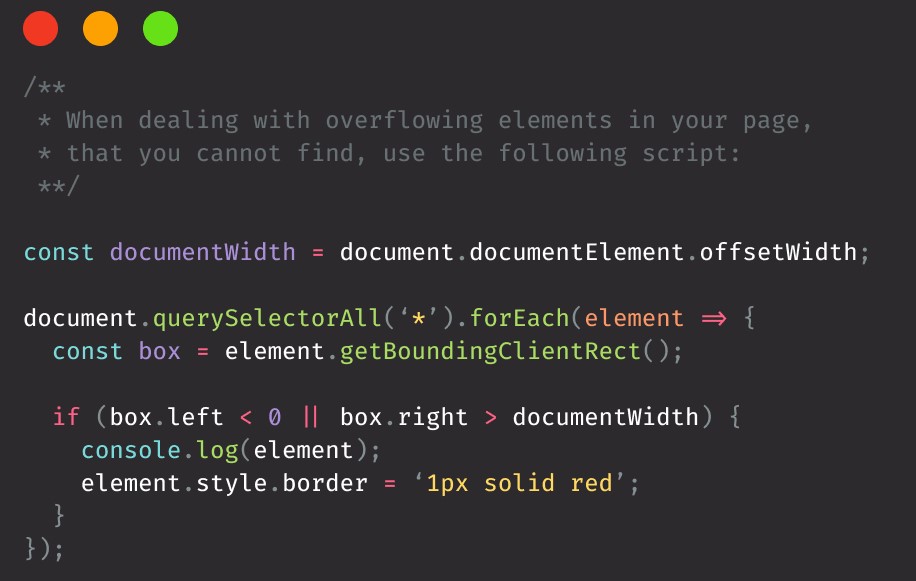 /**
 * When dealing with overflowing elements in your page,
 * that you cannot find, use the following script:
 **/
const documentWidth = document.documentElement.offsetWidth;
document.querySelectorAll(‘*’).forEach(element => {
  const box = element.getBoundingClientRect();
  if (box.left < 0 || box.right > documentWidth) {
    console.log(element);
    element.style.border = ‘1px solid red’;
  }
});